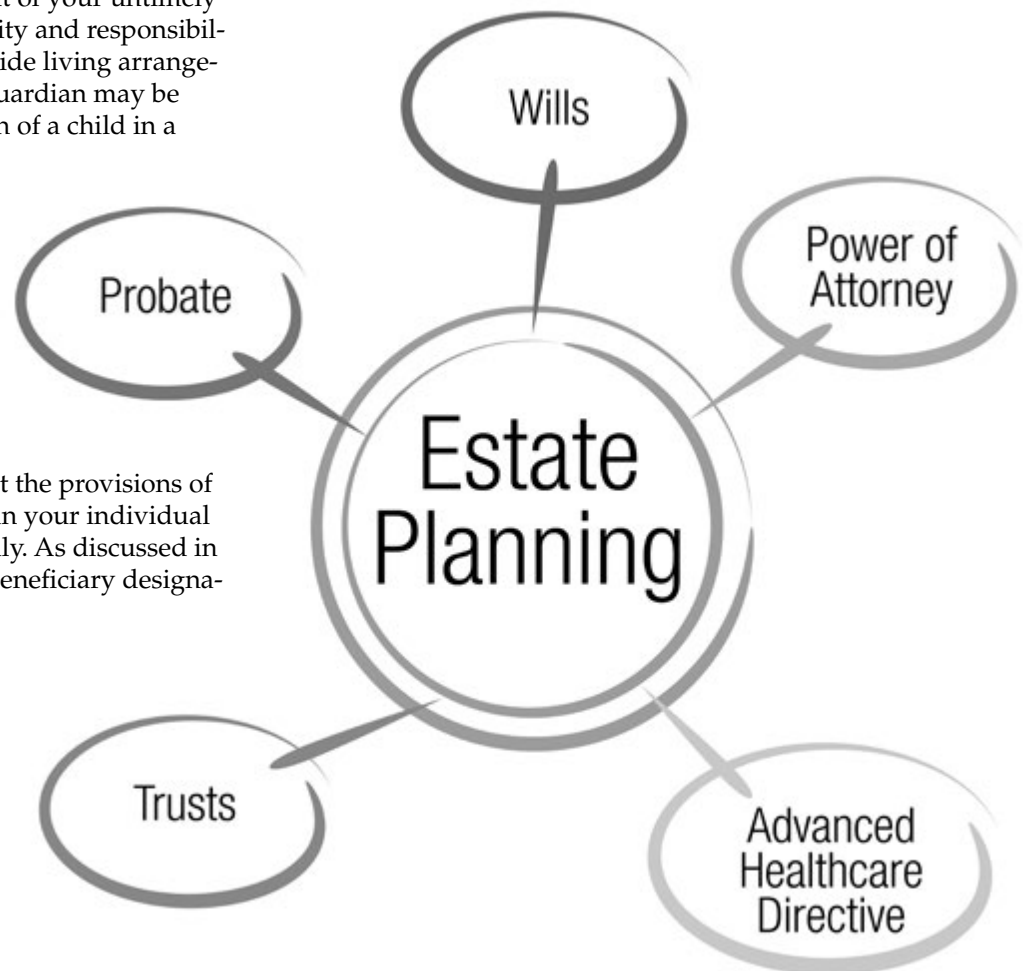 t of your untimely
ity and responsibil-
ide living arrange-
uardian may be
n of a child in a
Wills
Power of
Attorney
Probate
Estate
Planning
t the provisions of
in your individual
ly. As discussed in
eneficiary designa-
Trusts
Advanced
Healthcare
Directive